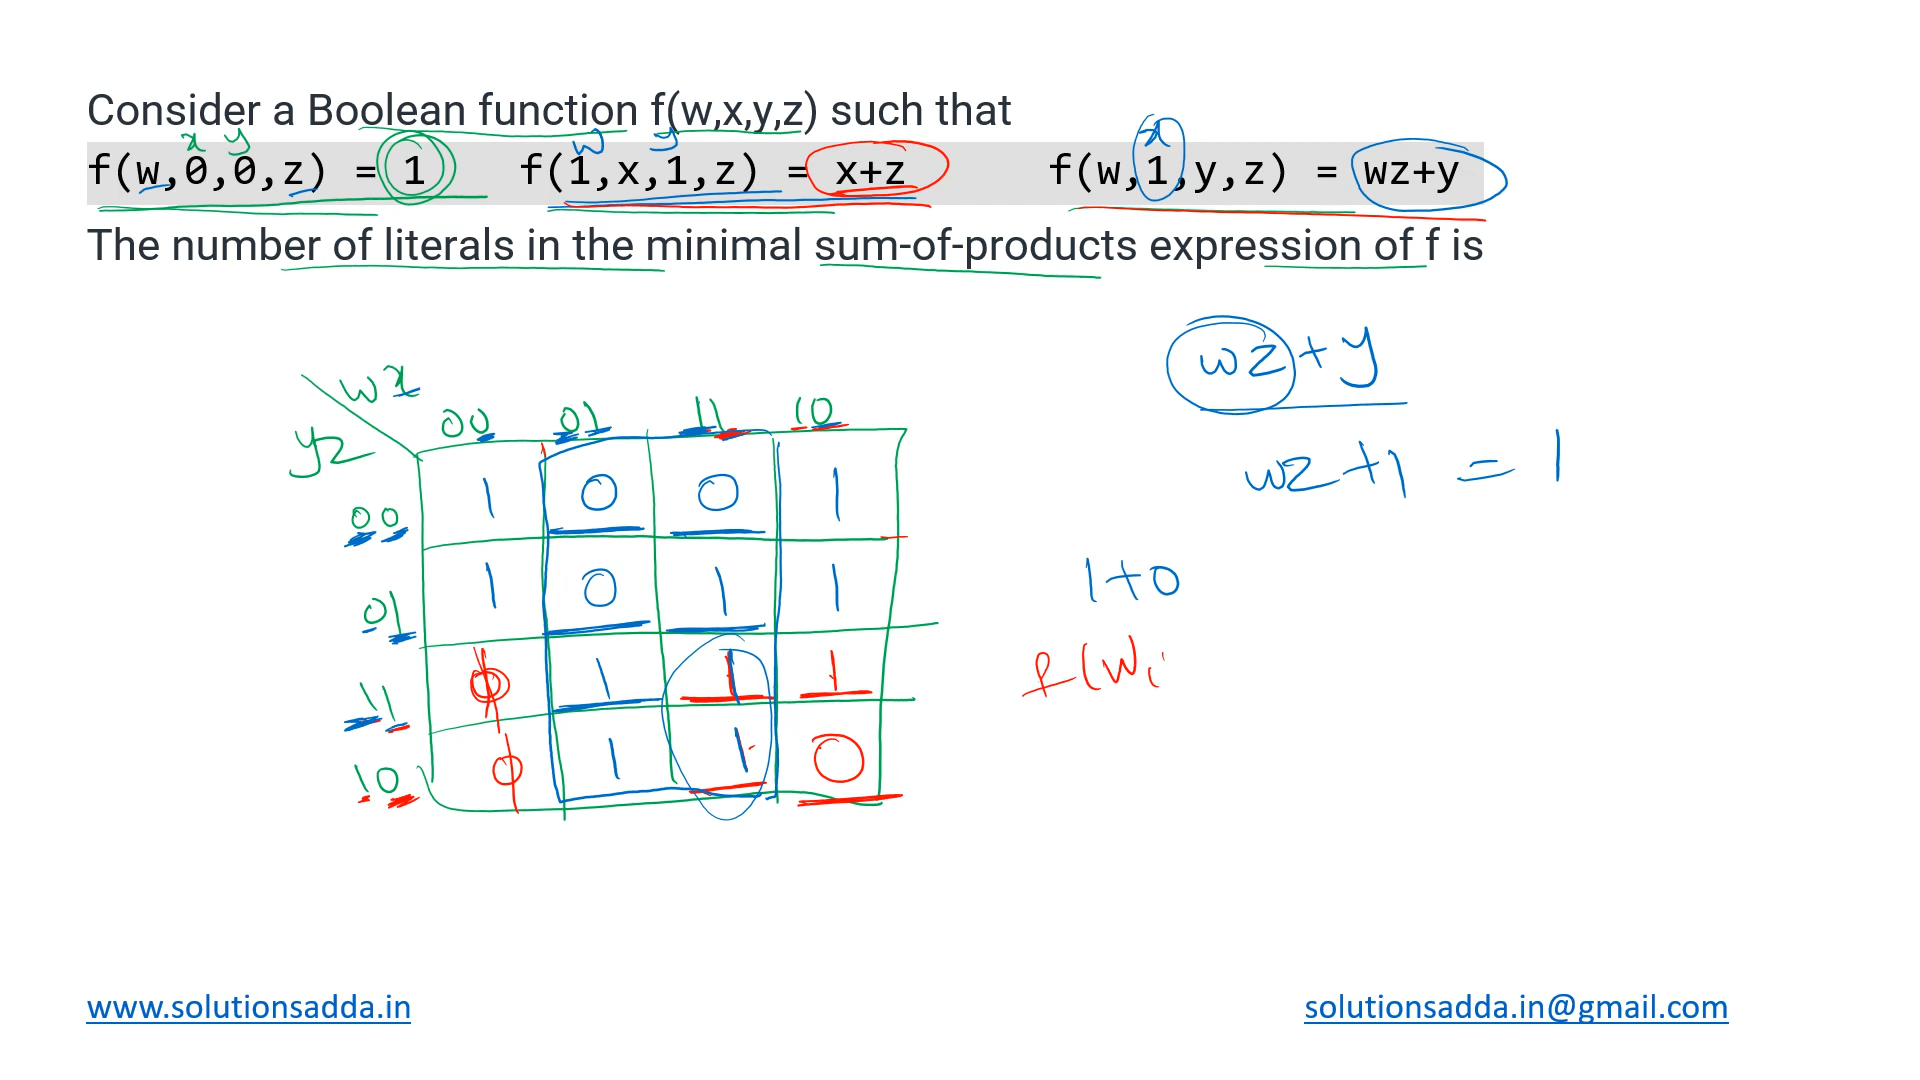 Consider a Boolean function f(w,x,y,z) such that
x y w y x
f(w,0,0,z) = 1 f(1,x,1,z) = x+z f(w,1,y,z) = wz+y
The number of literals in the minimal sum-of-products expression of f is
wz+y
wx
yz
00 01 11 10
wz+1 = 1
00 1 0 0 1
1+0
01 1 0 1 1
f(w,
11 0 1 1 1
10 0 1 1 0
www.solutionsadda.in solutionsadda.in@gmail.com